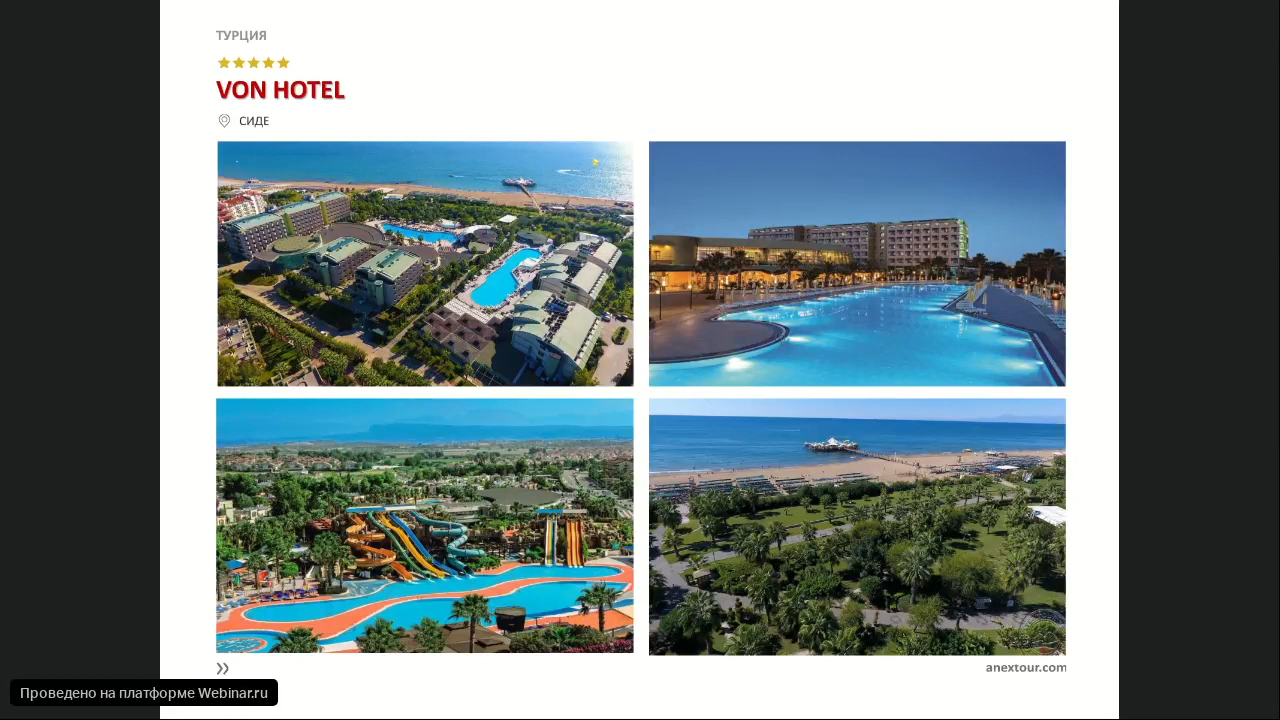 ТУРЦИЯ
VON HOTEL
СИДЕ
anextour.com
Проведено на платформе Webinar.ru